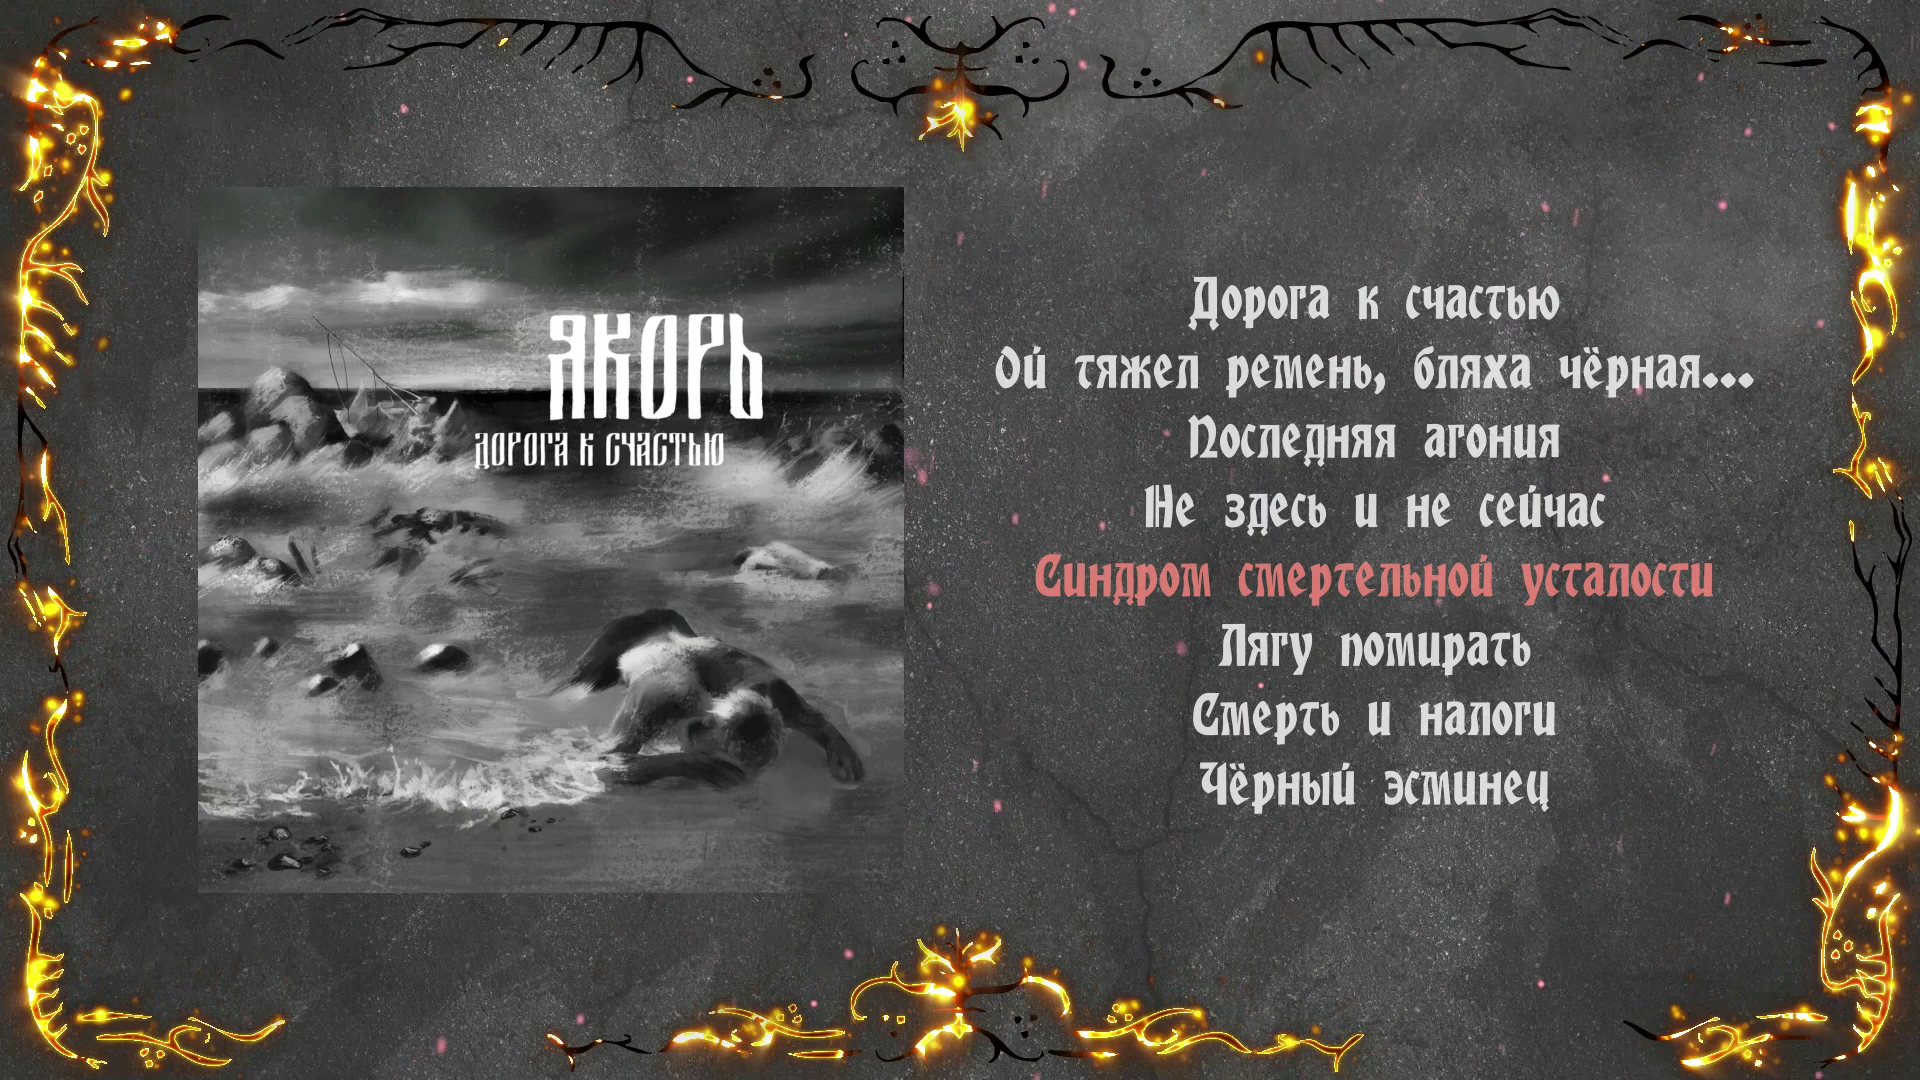 ЯКОРЬ
ДОРОГА К СЧАСТЬЮ
Дорога к счастью
Ой тяжел ремень, бляха чёрная...
Последняя агония
Не здесь и не сейчас
Синдром смертельной усталости
Лягу помирать
Смерть и налоги
Чёрный эсминец